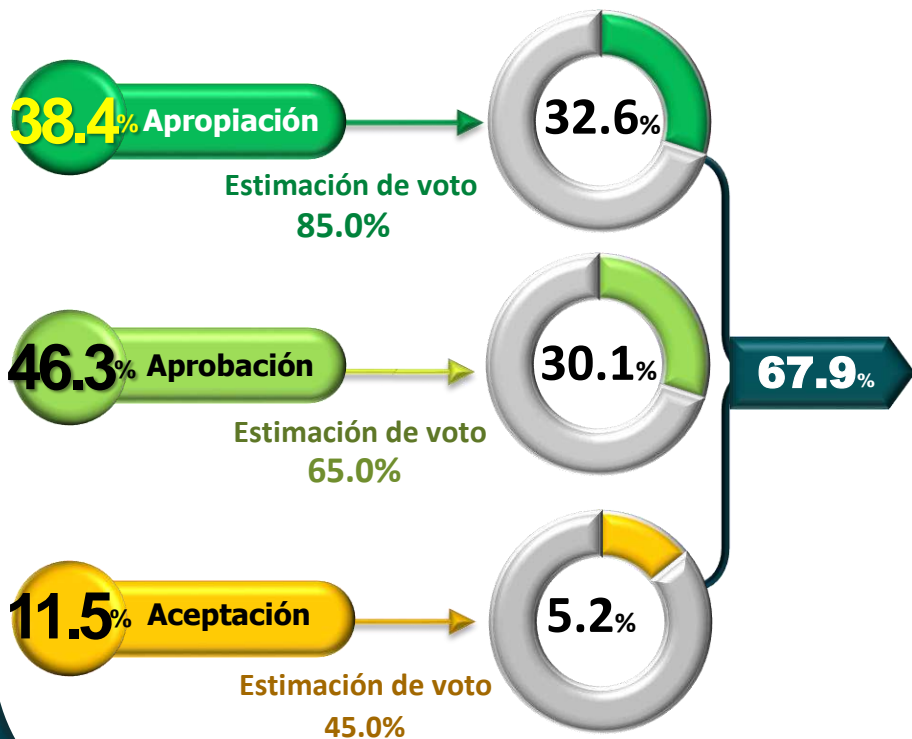 38.4% Apropiación
32.6%
Estimación de voto
85.0%
46.3% Aprobación
30.1%
67.9%
Estimación de voto
65.0%
11.5% Aceptación
5.2%
Estimación de voto
45.0%